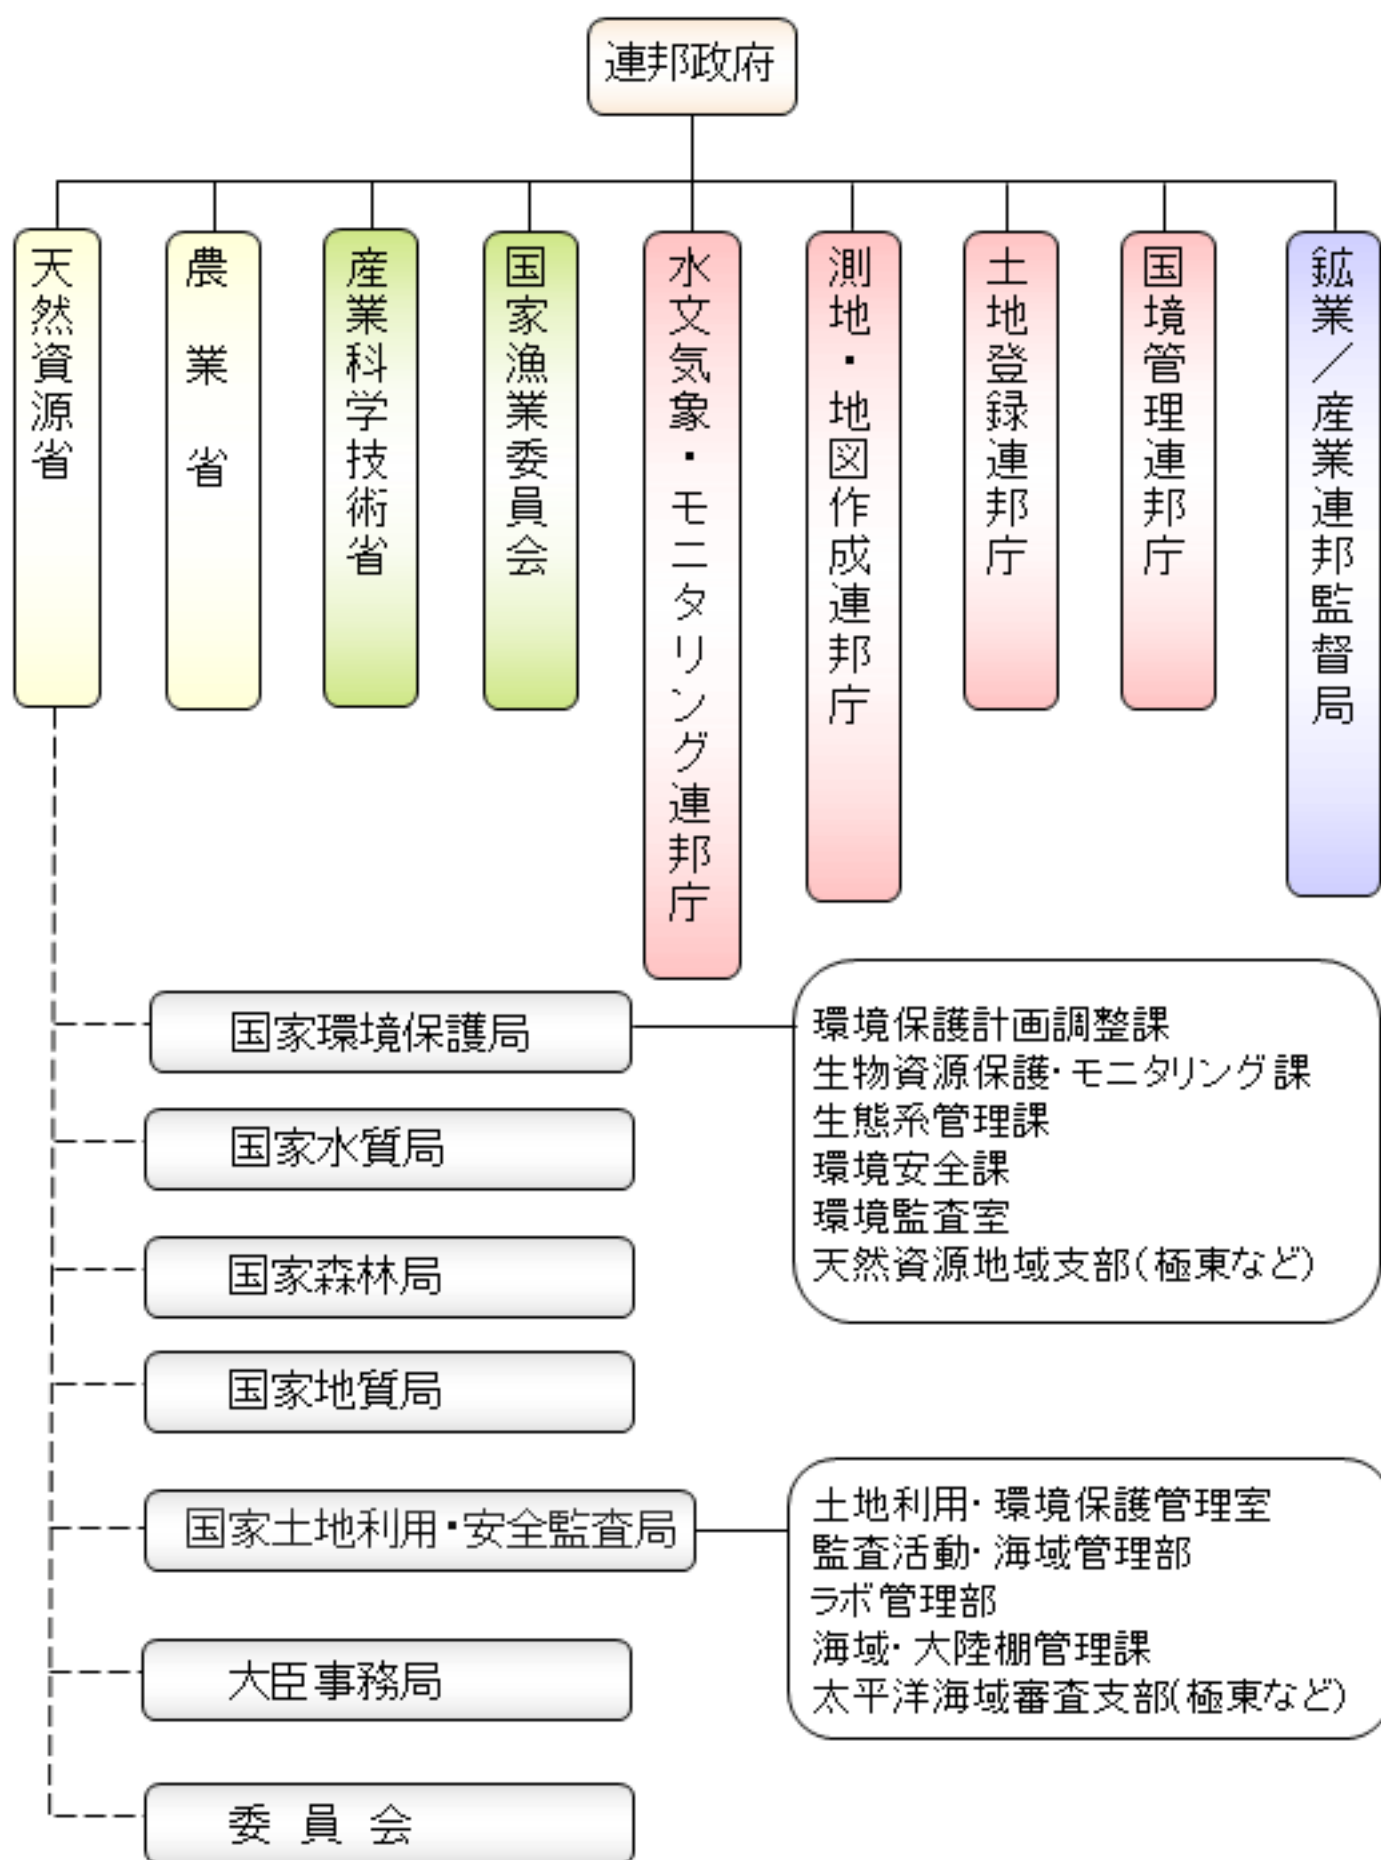 連邦政府
天然資源省
農業省
産業科学技術省
国家漁業委員会
水文気象・モニタリング連邦庁
測地・地図作成連邦庁
土地登録連邦庁
国境管理連邦庁
鉱業／産業連邦監督局
国家環境保護局
環境保護計画調整課
生物資源保護・モニタリング課
生態系管理課
環境安全課
環境監査室
天然資源地域支部(極東など)
国家水質局
国家森林局
国家地質局
国家土地利用・安全監査局
土地利用・環境保護管理室
監査活動・海域管理部
ラボ管理部
海域・大陸棚管理課
太平洋海域審査支部(極東など)
大臣事務局
委員会